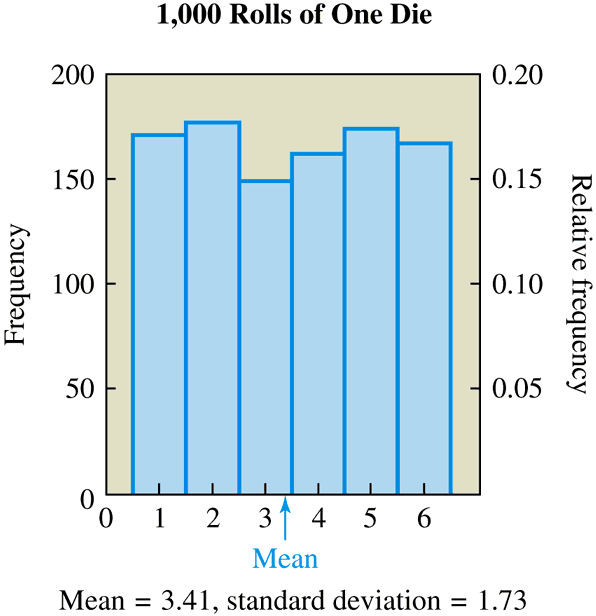 1,000 Rolls of One Die
200
0.20
150
0.15
100
0.10
50
0.05
0
Frequency
Relative frequency
0 1 2 3 4 5 6
Mean
Mean = 3.41, standard deviation = 1.73